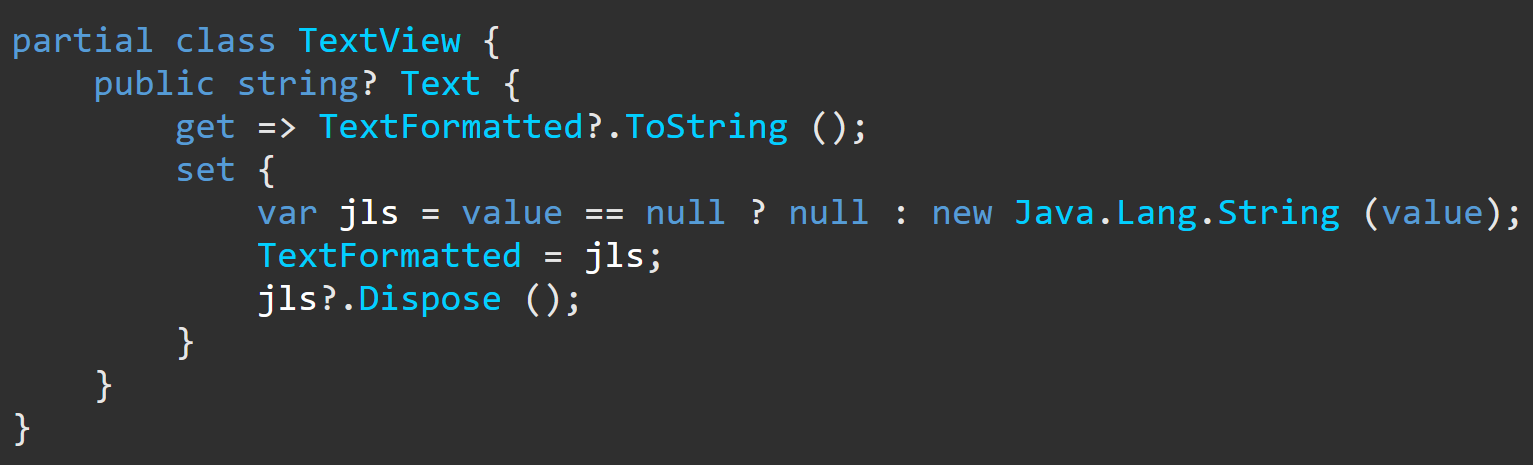 partial class TextView {
    public string? Text {
        get => TextFormatted?.ToString ();
        set {
            var jls = value == null ? null : new Java.Lang.String (value);
            TextFormatted = jls;
            jls?.Dispose ();
        }
    }
}